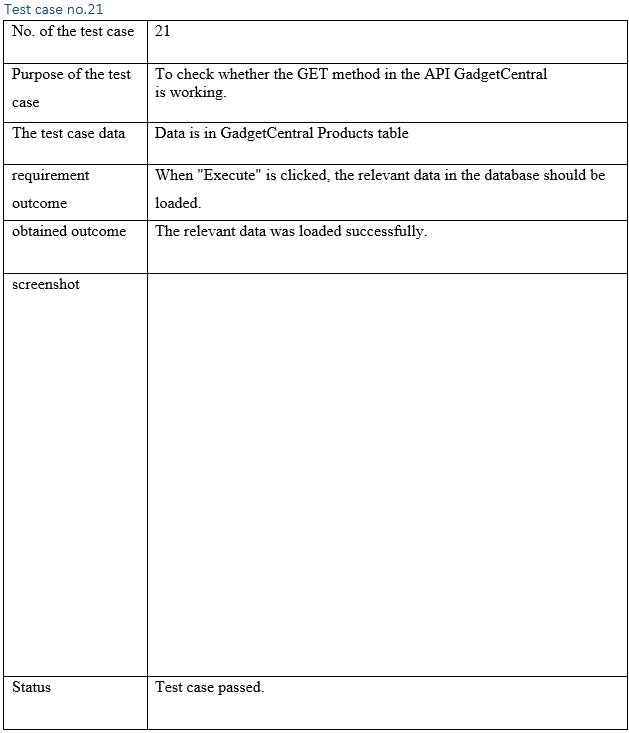 Test case no.21
No. of the test case 21
Purpose of the test To check whether the GET method in the API GadgetCentral
case is working.
The test case data Data is in GadgetCentral Products table
requirement When "Execute" is clicked, the relevant data in the database should be
outcome loaded.
obtained outcome The relevant data was loaded successfully.
screenshot
Status Test case passed.